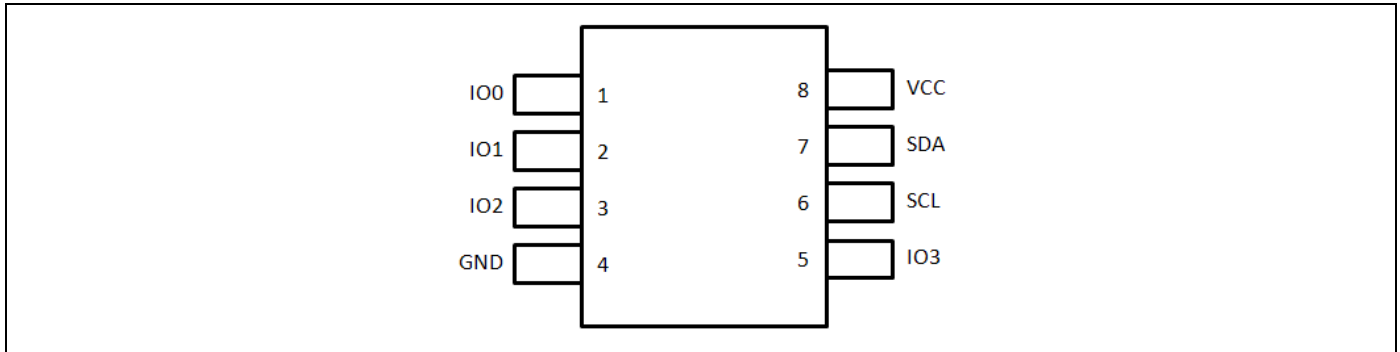 IO0 1 8 VCC
IO1 2 7 SDA
IO2 3 6 SCL
GND 4 5 IO3